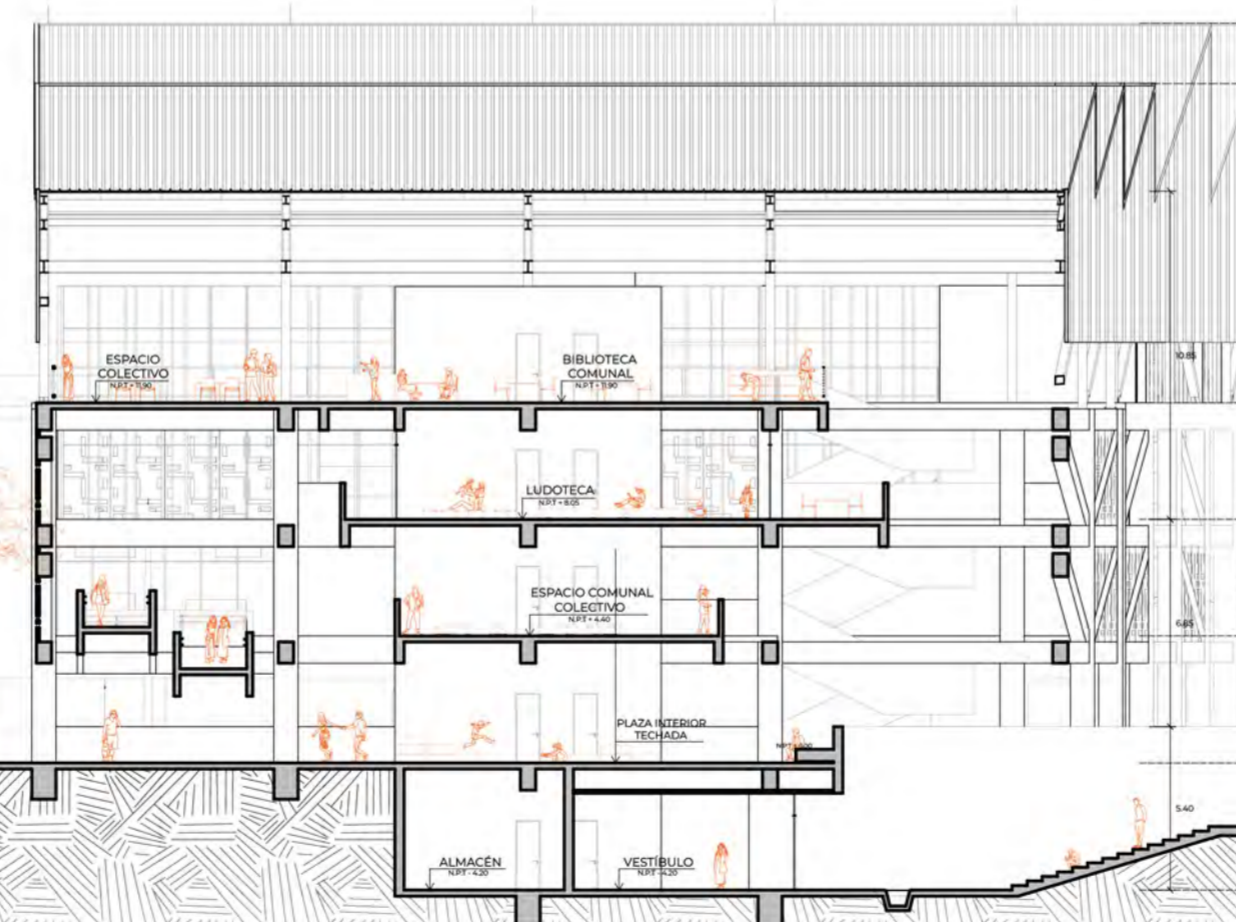 ESPACIO
COLECTIVO
N.P.T + 11.90
BIBLIOTECA
COMUNAL
N.P.T + 11.90
10.85
LUDOTECA
N.P.T + 8.05
ESPACIO COMUNAL
COLECTIVO
N.P.T + 4.40
6.85
PLAZA INTERIOR
TECHADA
5.40
ALMACÉN
N.P.T - 4.20
VESTÍBULO
N.P.T - 4.20